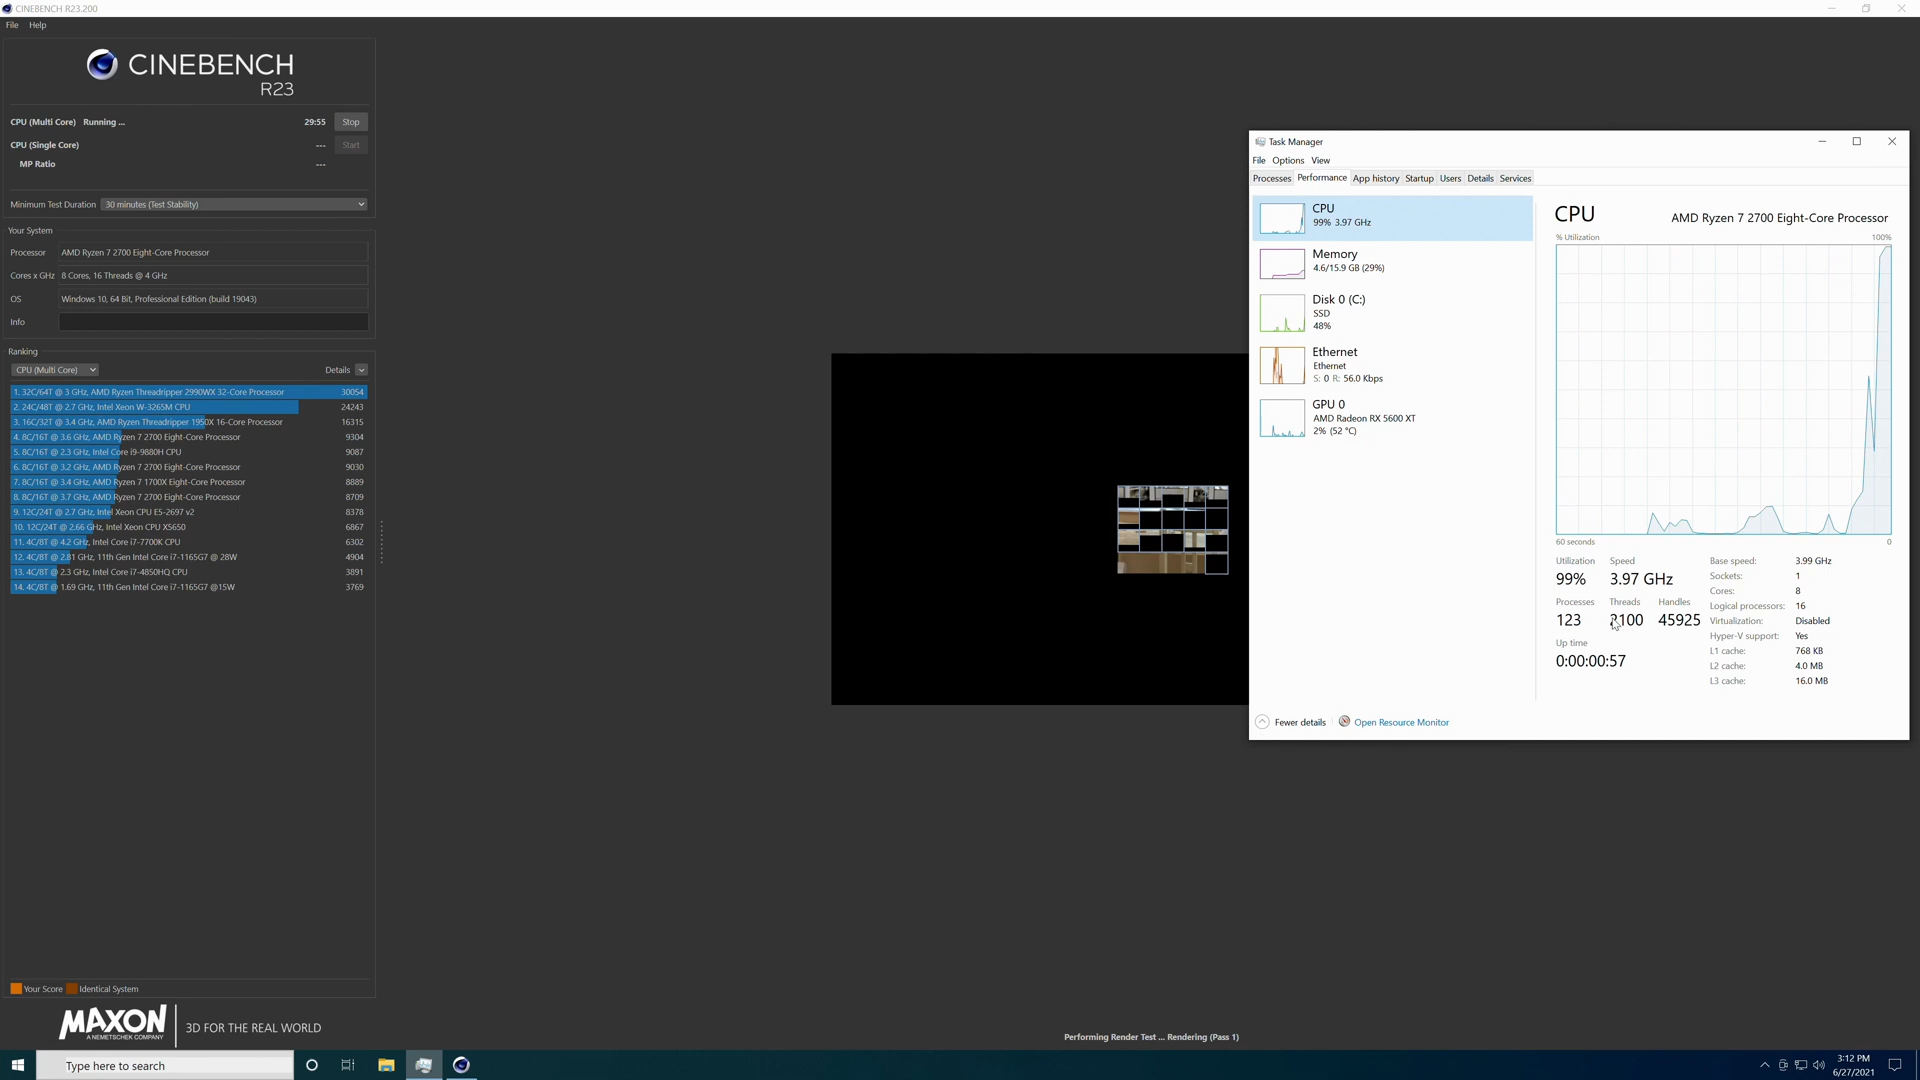 CINEBENCH R23.200
File Help
CINEBENCH
R23
CPU (Multi Core) Running ... 29:55 Stop
CPU (Single Core) --- Start
MP Ratio ---
Minimum Test Duration 30 minutes (Test Stability)
Your System
Processor AMD Ryzen 7 2700 Eight-Core Processor
Cores x GHz 8 Cores, 16 Threads @ 4 GHz
OS Windows 10, 64 Bit, Professional Edition (build 19043)
Info
Ranking
CPU (Multi Core) Details
1. 32C/64T @ 3 GHz, AMD Ryzen Threadripper 2990WX 32-Core Processor 30054
2. 24C/48T @ 2.7 GHz, Intel Xeon W-3265M CPU 24243
3. 16C/32T @ 3.4 GHz, AMD Ryzen Threadripper 1950X 16-Core Processor 16315
4. 8C/16T @ 3.6 GHz, AMD Ryzen 7 2700 Eight-Core Processor 9304
5. 8C/16T @ 2.3 GHz, Intel Core i9-9880H CPU 9087
6. 8C/16T @ 3.2 GHz, AMD Ryzen 7 2700 Eight-Core Processor 9030
7. 8C/16T @ 3.4 GHz, AMD Ryzen 7 1700X Eight-Core Processor 8889
8. 8C/16T @ 3.7 GHz, AMD Ryzen 7 2700 Eight-Core Processor 8709
9. 12C/24T @ 2.7 GHz, Intel Xeon CPU E5-2697 v2 8378
10. 12C/24T @ 2.66 GHz, Intel Xeon CPU X5650 6867
11. 4C/8T @ 4.2 GHz, Intel Core i7-7700K CPU 6302
12. 4C/8T @ 2.81 GHz, 11th Gen Intel Core i7-1165G7 @ 28W 4904
13. 4C/8T @ 2.3 GHz, Intel Core i7-4850HQ CPU 3891
14. 4C/8T @ 1.69 GHz, 11th Gen Intel Core i7-1165G7 @15W 3769
Your Score Identical System
MAXON
A NEMETSCHEK COMPANY
3D FOR THE REAL WORLD
Performing Render Test ... Rendering (Pass 1)
Task Manager
File Options View
Processes Performance App history Startup Users Details Services
CPU
99% 3.97 GHz
Memory
4.6/15.9 GB (29%)
Disk 0 (C:)
SSD
48%
Ethernet
Ethernet
S: 0 R: 56.0 Kbps
GPU 0
AMD Radeon RX 5600 XT
2% (52 °C)
CPU AMD Ryzen 7 2700 Eight-Core Processor
% Utilization 100%
60 seconds 0
Utilization Speed
99% 3.97 GHz
Processes Threads Handles
123 2100 45925
Up time
0:00:00:57
Base speed: 3.99 GHz
Sockets: 1
Cores: 8
Logical processors: 16
Virtualization: Disabled
Hyper-V support: Yes
L1 cache: 768 KB
L2 cache: 4.0 MB
L3 cache: 16.0 MB
Fewer details Open Resource Monitor
Type here to search
3:12 PM
6/27/2021